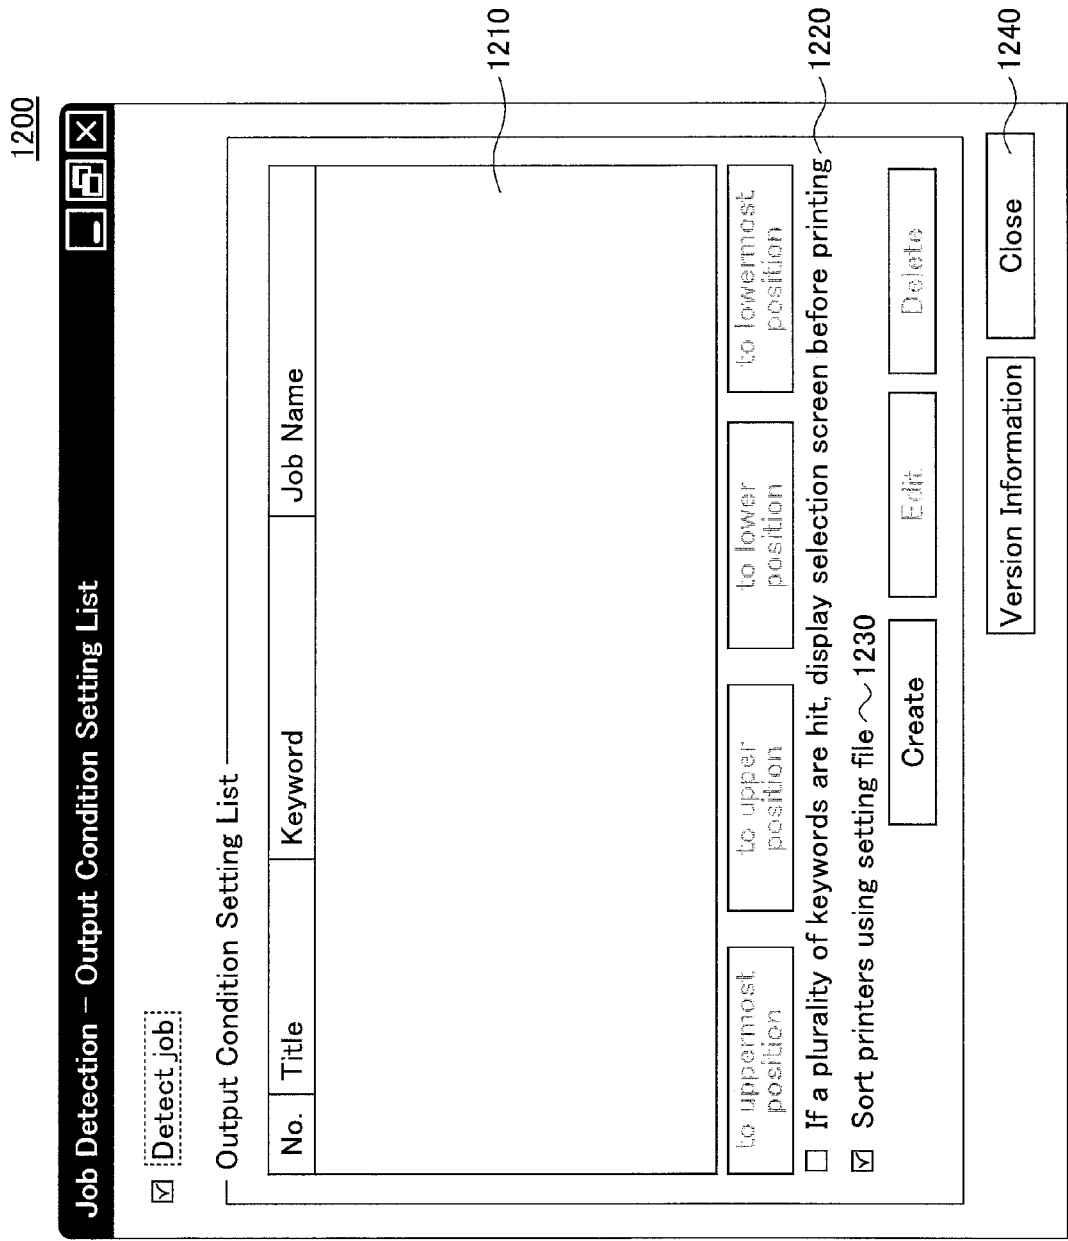 1200
Job Detection – Output Condition Setting List
Detect job
Output Condition Setting List
No. Title Keyword Job Name
1210
to uppermost position
to upper position
to lower position
to lowermost position
If a plurality of keywords are hit, display selection screen before printing
1220
Sort printers using setting file
1230
Create Edit Delete
Version Information Close
1240